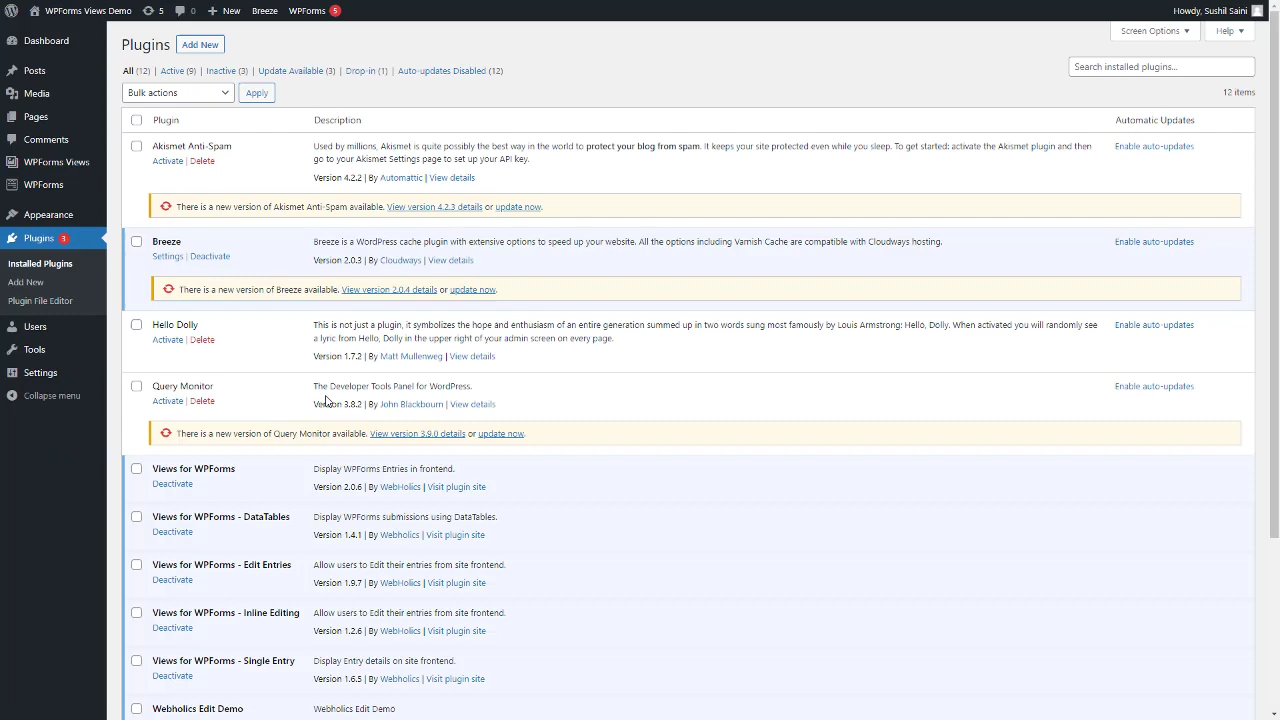 WPForms Views Demo 5 0 New Breeze WPForms 5 Howdy, Sushil Saini
Screen Options Help
Plugins Add New
All (12) | Active (9) | Inactive (3) | Update Available (3) | Drop-in (1) | Auto-updates Disabled (12)
Search installed plugins...
Bulk actions Apply
12 items
Dashboard
Posts
Media
Pages
Comments
WPForms Views
WPForms
Appearance
Plugins 3
Installed Plugins
Add New
Plugin File Editor
Users
Tools
Settings
Collapse menu
Plugin Description Automatic Updates
Akismet Anti-Spam
Activate | Delete
Used by millions, Akismet is quite possibly the best way in the world to protect your blog from spam. It keeps your site protected even while you sleep. To get started: activate the Akismet plugin and then
go to your Akismet Settings page to set up your API key.
Version 4.2.2 | By Automattic | View details
Enable auto-updates
There is a new version of Akismet Anti-Spam available. View version 4.2.3 details or update now.
Breeze
Settings | Deactivate
Breeze is a WordPress cache plugin with extensive options to speed up your website. All the options including Varnish Cache are compatible with Cloudways hosting.
Version 2.0.3 | By Cloudways | View details
Enable auto-updates
There is a new version of Breeze available. View version 2.0.4 details or update now.
Hello Dolly
Activate | Delete
This is not just a plugin, it symbolizes the hope and enthusiasm of an entire generation summed up in two words sung most famously by Louis Armstrong: Hello, Dolly. When activated you will randomly see
a lyric from Hello, Dolly in the upper right of your admin screen on every page.
Version 1.7.2 | By Matt Mullenweg | View details
Enable auto-updates
Query Monitor
Activate | Delete
The Developer Tools Panel for WordPress.
Version 3.8.2 | By John Blackbourn | View details
Enable auto-updates
There is a new version of Query Monitor available. View version 3.9.0 details or update now.
Views for WPForms
Deactivate
Display WPForms Entries in frontend.
Version 2.0.6 | By WebHolics | Visit plugin site
Views for WPForms - DataTables
Deactivate
Display WPForms submissions using DataTables.
Version 1.4.1 | By Webholics | Visit plugin site
Views for WPForms - Edit Entries
Deactivate
Allow users to Edit their entries from site frontend.
Version 1.9.7 | By WebHolics | Visit plugin site
Views for WPForms - Inline Editing
Deactivate
Allow users to Edit their entries from site frontend.
Version 1.2.6 | By WebHolics | Visit plugin site
Views for WPForms - Single Entry
Deactivate
Display Entry details on site frontend.
Version 1.6.5 | By Webholics | Visit plugin site
Webholics Edit Demo Webholics Edit Demo